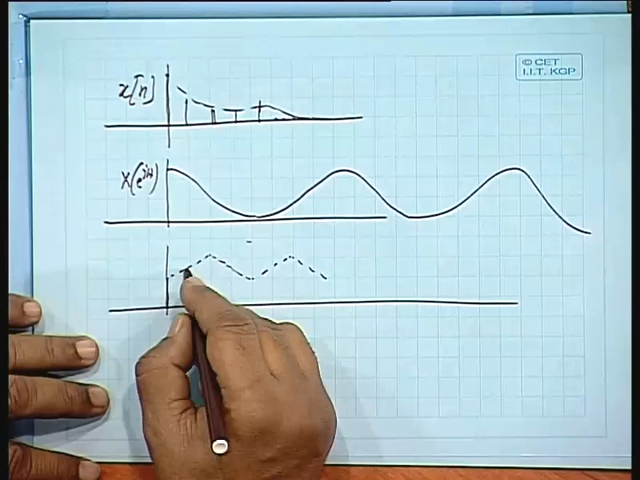 © CET
I.I.T. KGP
x[n]
X(e^{jω})